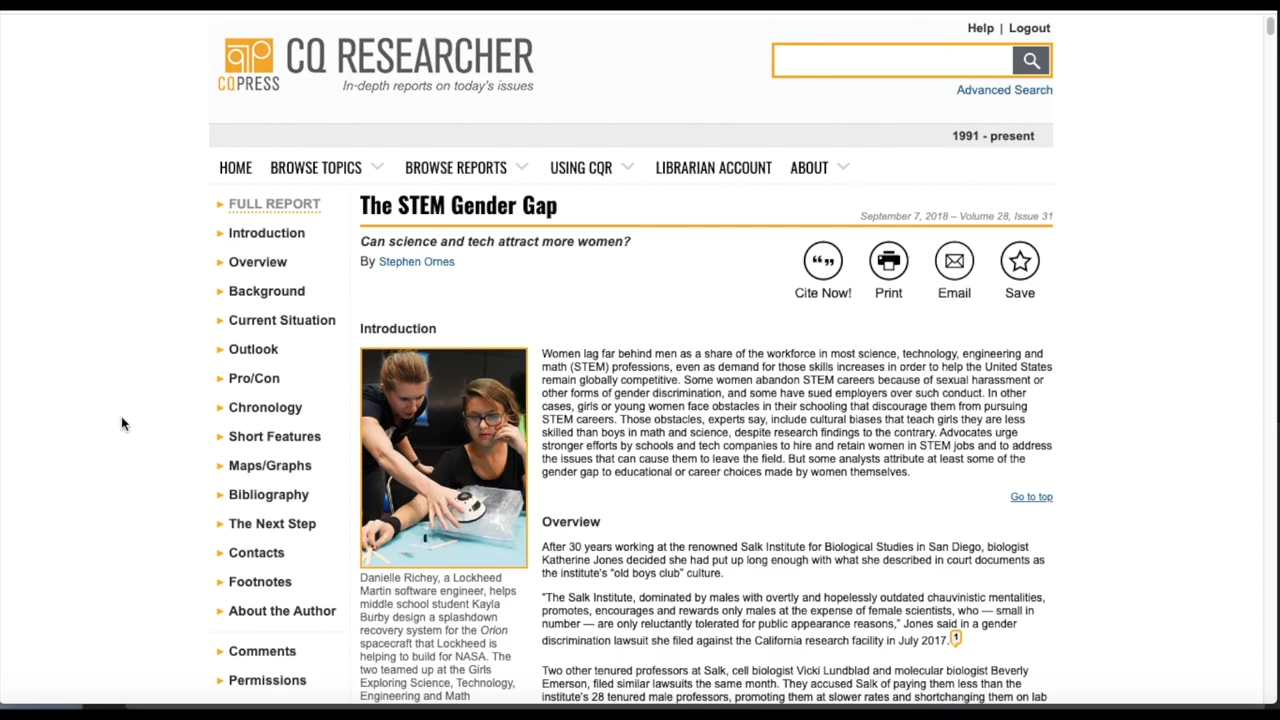 Help | Logout
CQ RESEARCHER
CQPRESS
In-depth reports on today's issues
Advanced Search
1991 - present
HOME BROWSE TOPICS BROWSE REPORTS USING CQR LIBRARIAN ACCOUNT ABOUT
FULL REPORT
Introduction
Overview
Background
Current Situation
Outlook
Pro/Con
Chronology
Short Features
Maps/Graphs
Bibliography
The Next Step
Contacts
Footnotes
About the Author
Comments
Permissions
The STEM Gender Gap
September 7, 2018 – Volume 28, Issue 31
Can science and tech attract more women?
By Stephen Ornes
Cite Now! Print Email Save
Introduction
Danielle Richey, a Lockheed
Martin software engineer, helps
middle school student Kayla
Burby design a splashdown
recovery system for the Orion
spacecraft that Lockheed is
helping to build for NASA. The
two teamed up at the Girls
Exploring Science, Technology,
Engineering and Math
Women lag far behind men as a share of the workforce in most science, technology, engineering and
math (STEM) professions, even as demand for those skills increases in order to help the United States
remain globally competitive. Some women abandon STEM careers because of sexual harassment or
other forms of gender discrimination, and some have sued employers over such conduct. In other
cases, girls or young women face obstacles in their schooling that discourage them from pursuing
STEM careers. Those obstacles, experts say, include cultural biases that teach girls they are less
skilled than boys in math and science, despite research findings to the contrary. Advocates urge
stronger efforts by schools and tech companies to hire and retain women in STEM jobs and to address
the issues that can cause them to leave the field. But some analysts attribute at least some of the
gender gap to educational or career choices made by women themselves.
Go to top
Overview
After 30 years working at the renowned Salk Institute for Biological Studies in San Diego, biologist
Katherine Jones decided she had put up long enough with what she described in court documents as
the institute's "old boys club" culture.
"The Salk Institute, dominated by males with overtly and hopelessly outdated chauvinistic mentalities,
promotes, encourages and rewards only males at the expense of female scientists, who — small in
number — are only reluctantly tolerated for public appearance reasons," Jones said in a gender
discrimination lawsuit she filed against the California research facility in July 2017. 1
Two other tenured professors at Salk, cell biologist Vicki Lundblad and molecular biologist Beverly
Emerson, filed similar lawsuits the same month. They accused Salk of paying them less than the
institute's 28 tenured male professors, promoting them at slower rates and shortchanging them on lab